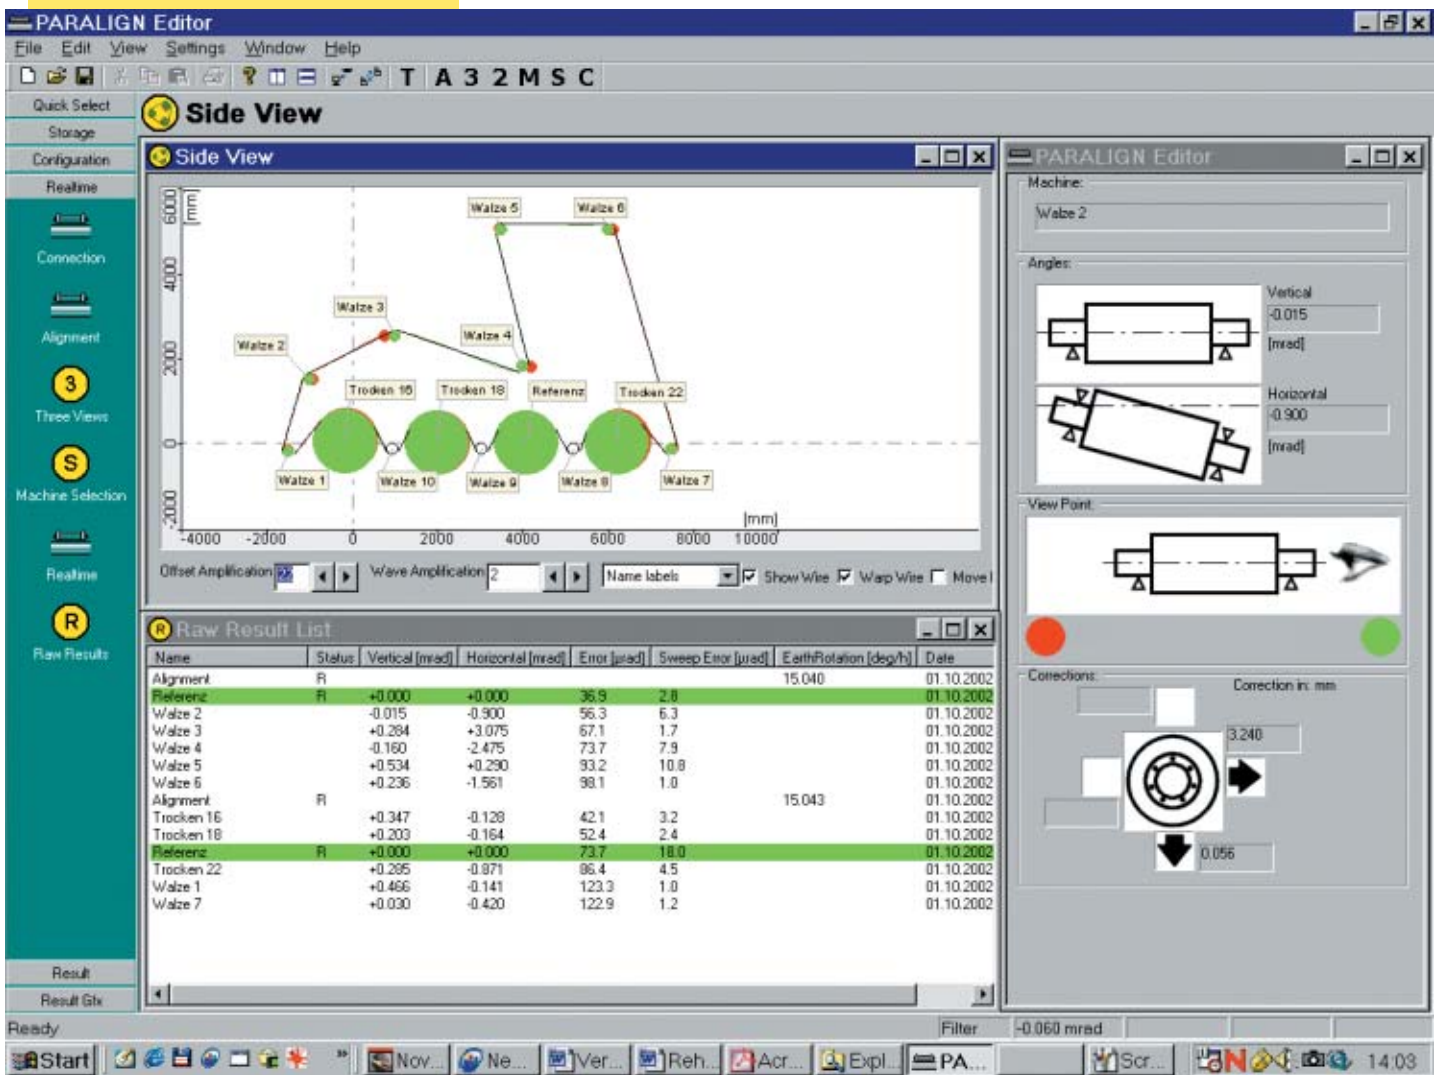 PARALIGN Editor
File Edit View Settings Window Help
T A 3 2 M S C
Quick Select
Storage
Configuration
Realtime
Connection
Alignment
3
Three Views
S
Machine Selection
Realtime
R
Raw Results
Result
Result Gfx
Side View
Side View
6000
[mm]
4000
2000
0
-2000
Walze 5
Walze 6
Walze 3
Walze 2
Walze 4
Trocken 16
Trocken 18
Referenz
Trocken 22
Walze 1
Walze 10
Walze 9
Walze 8
Walze 7
[mm]
-4000 -2000 0 2000 4000 6000 8000 10000
Offset Amplification Wave Amplification 2 Name labels Show Wire Warp Wire Move
R Raw Result List
Name Status Vertical [mrad] Horizontal [mrad] Error [µrad] Sweep Error [µrad] EarthRotation [deg/h] Date
Alignment R 15.040 01.10.2002
Referenz R +0.000 +0.000 36.9 2.8 01.10.2002
Walze 2 -0.015 -0.900 56.3 6.3 01.10.2002
Walze 3 +0.284 +3.075 67.1 1.7 01.10.2002
Walze 4 -0.160 -2.475 73.7 7.9 01.10.2002
Walze 5 +0.534 +0.290 93.2 10.8 01.10.2002
Walze 6 +0.236 -1.561 98.1 1.0 01.10.2002
Alignment R 15.043 01.10.2002
Trocken 16 +0.347 -0.128 42.1 3.2 01.10.2002
Trocken 18 +0.203 -0.164 52.4 2.4 01.10.2002
Referenz R +0.000 +0.000 73.7 18.0 01.10.2002
Trocken 22 +0.285 -0.871 86.4 4.5 01.10.2002
Walze 1 +0.466 -0.141 123.3 1.0 01.10.2002
Walze 7 +0.030 -0.420 122.9 1.2 01.10.2002
PARALIGN Editor
Machine:
Walze 2
Angles:
Vertical
-0.015
[mrad]
Horizontal
-0.900
[mrad]
View Point:
Corrections:
Correction in: mm
3.240
0.056
Ready
Filter -0.060 mrad
Start Nov... Ne... Ver... Reh... Acr... Expl... PA... Scr... N 14:03